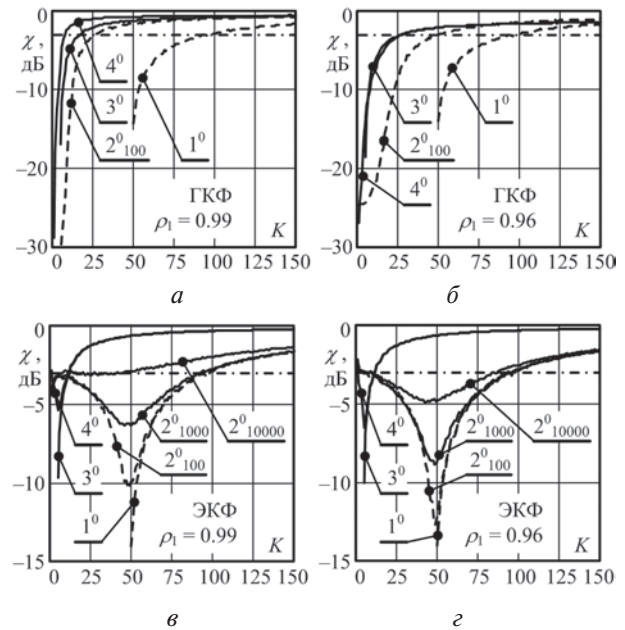 0
χ ,
дБ
−10
−20
−30
4⁰
3⁰
2⁰₁₀₀
1⁰
ГКФ
ρ₁ = 0.99
K
0 25 50 75 100 125 150
а
0
χ ,
дБ
−10
−20
−30
3⁰
2⁰₁₀₀
4⁰
1⁰
ГКФ
ρ₁ = 0.96
K
0 25 50 75 100 125 150
б
0
χ ,
дБ
−5
−10
−15
4⁰
3⁰
1⁰
2⁰₁₀₀
2⁰₁₀₀₀
2⁰₁₀₀₀₀
ЭКФ
ρ₁ = 0.99
K
0 25 50 75 100 125 150
в
0
χ ,
дБ
−5
−10
−15
4⁰
3⁰
1⁰
2⁰₁₀₀
2⁰₁₀₀₀
2⁰₁₀₀₀₀
ЭКФ
ρ₁ = 0.96
K
0 25 50 75 100 125 150
г